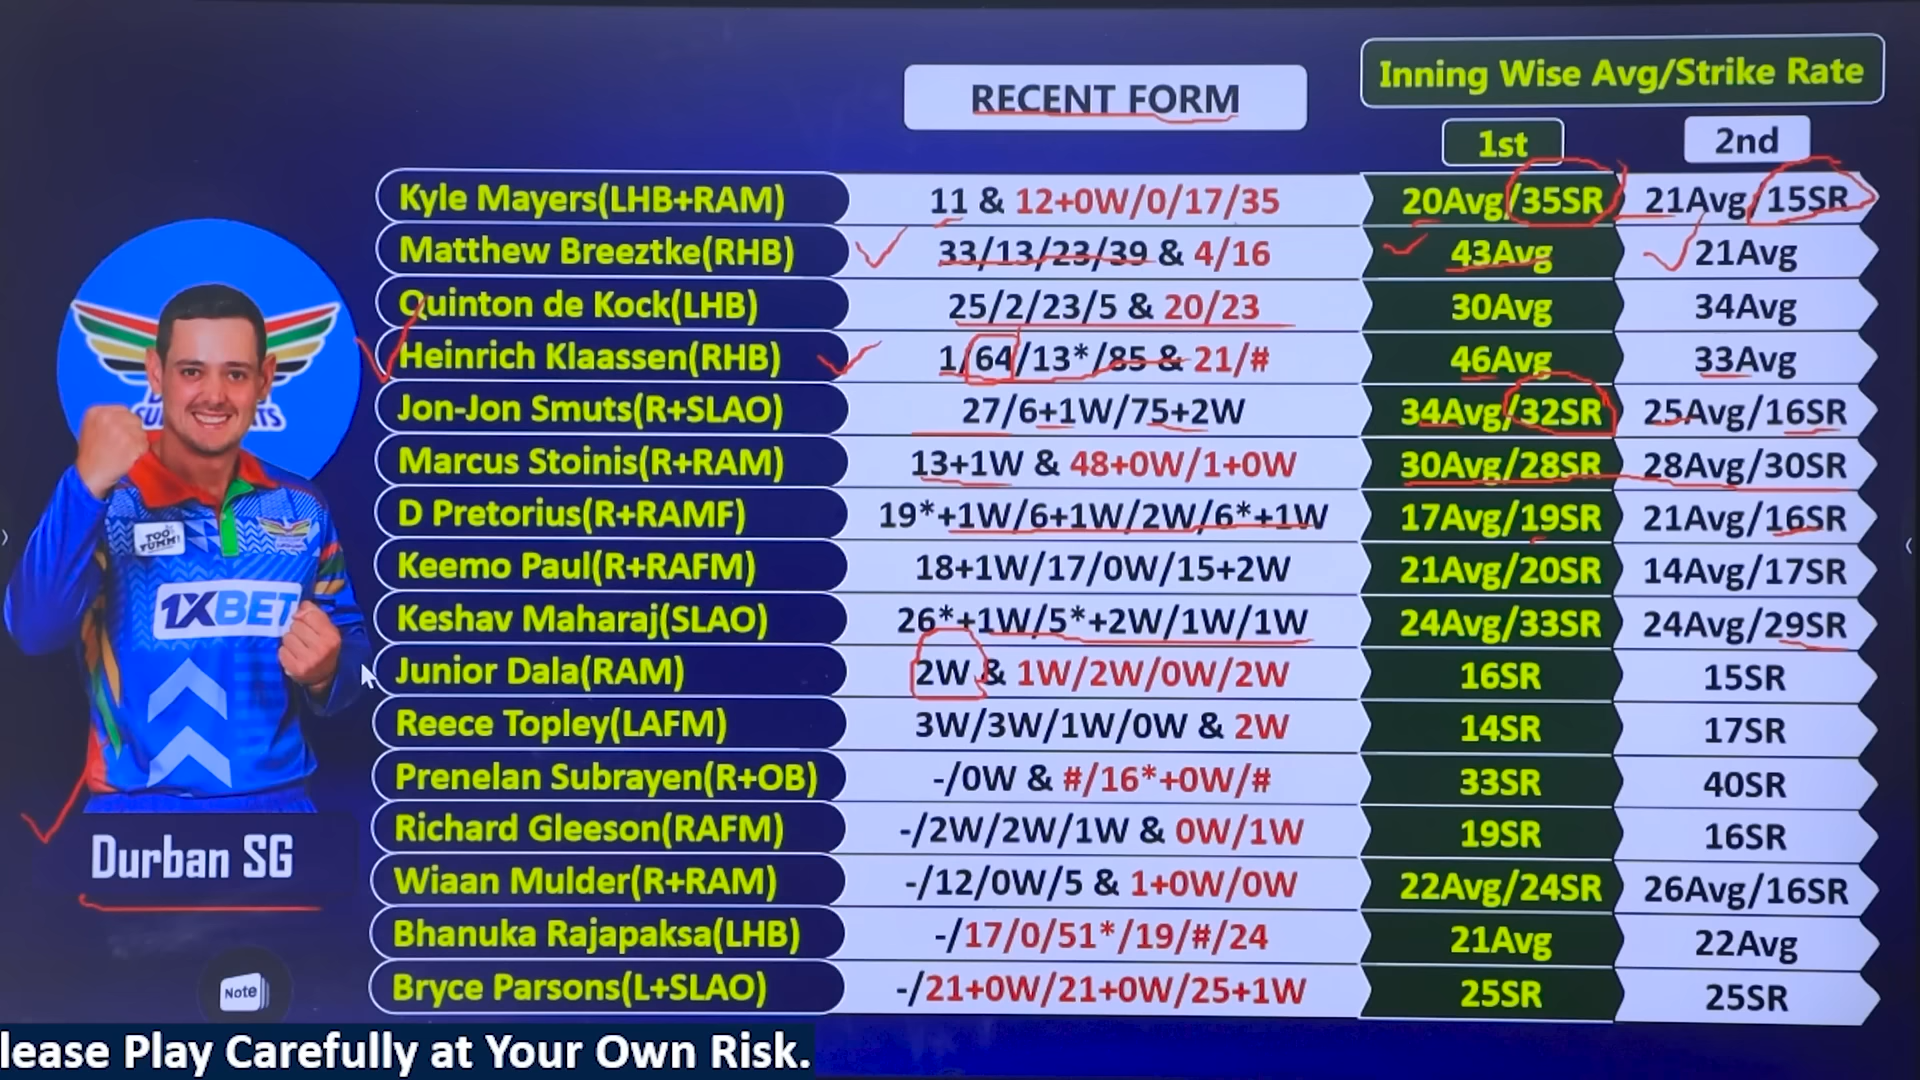 Inning Wise Avg/Strike Rate
RECENT FORM
1st 2nd
Kyle Mayers(LHB+RAM) 11 & 12+0W/0/17/35 20Avg/35SR 21Avg/15SR
Matthew Breeztke(RHB) 33/13/23/39 & 4/16 43Avg 21Avg
Quinton de Kock(LHB) 25/2/23/5 & 20/23 30Avg 34Avg
Heinrich Klaassen(RHB) 1/64/13*/85 & 21/# 46Avg 33Avg
Jon-Jon Smuts(R+SLAO) 27/6+1W/75+2W 34Avg/32SR 25Avg/16SR
Marcus Stoinis(R+RAM) 13+1W & 48+0W/1+0W 30Avg/28SR 28Avg/30SR
D Pretorius(R+RAMF) 19*+1W/6+1W/2W/6*+1W 17Avg/19SR 21Avg/16SR
Keemo Paul(R+RAFM) 18+1W/17/0W/15+2W 21Avg/20SR 14Avg/17SR
Keshav Maharaj(SLAO) 26*+1W/5*+2W/1W/1W 24Avg/33SR 24Avg/29SR
Junior Dala(RAM) 2W & 1W/2W/0W/2W 16SR 15SR
Reece Topley(LAFM) 3W/3W/1W/0W & 2W 14SR 17SR
Prenelan Subrayen(R+OB) -/0W & #/16*+0W/# 33SR 40SR
Richard Gleeson(RAFM) -/2W/2W/1W & 0W/1W 19SR 16SR
Wiaan Mulder(R+RAM) -/12/0W/5 & 1+0W/0W 22Avg/24SR 26Avg/16SR
Bhanuka Rajapaksa(LHB) -/17/0/51*/19/#/24 21Avg 22Avg
Bryce Parsons(L+SLAO) -/21+0W/21+0W/25+1W 25SR 25SR
TOO YUMM!
1XBET
Durban SG
Note
lease Play Carefully at Your Own Risk.